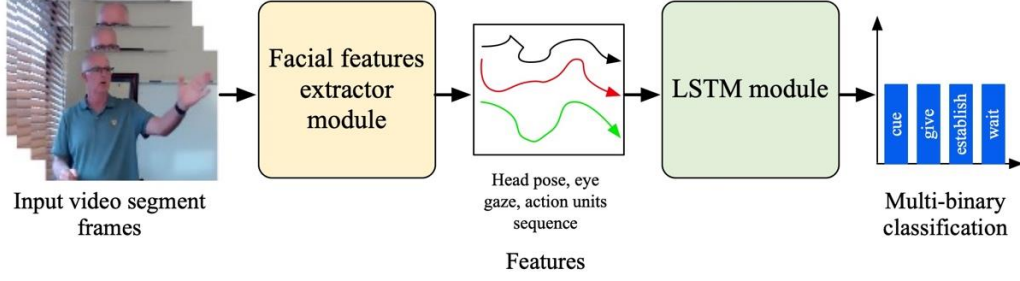 Input video segment
frames
Facial features
extractor
module
Head pose, eye
gaze, action units
sequence
Features
LSTM module
cue
give
establish
wait
Multi-binary
classification